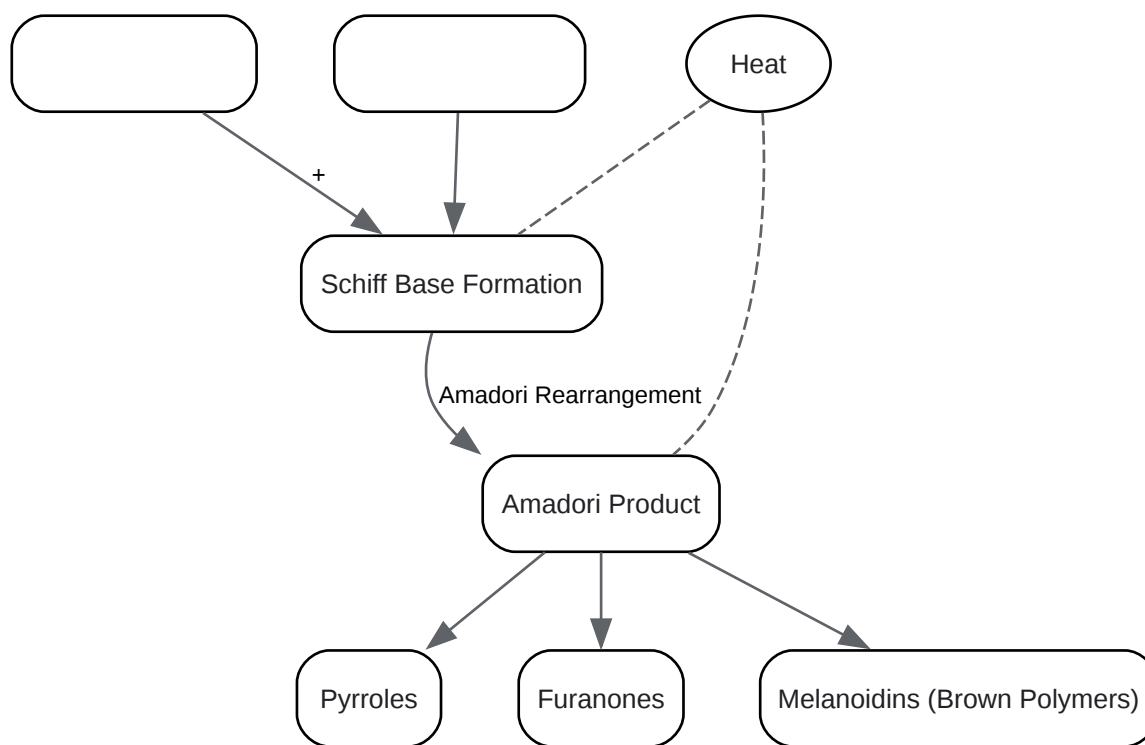 Heat
+
Schiff Base Formation
Amadori Rearrangement
Amadori Product
Pyrroles
Furanones
Melanoidins (Brown Polymers)